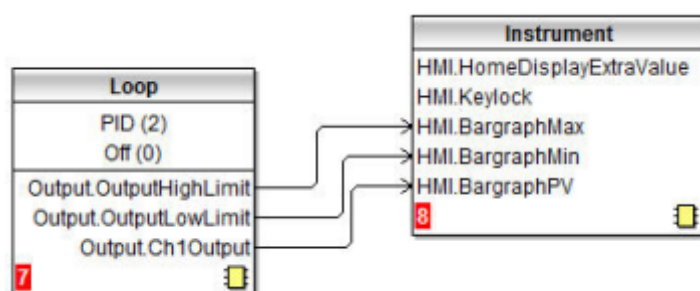 Loop
PID (2)
Off (0)
Output.OutputHighLimit
Output.OutputLowLimit
Output.Ch1Output
7
Instrument
HMI.HomeDisplayExtraValue
HMI.Keylock
HMI.BargraphMax
HMI.BargraphMin
HMI.BargraphPV
8